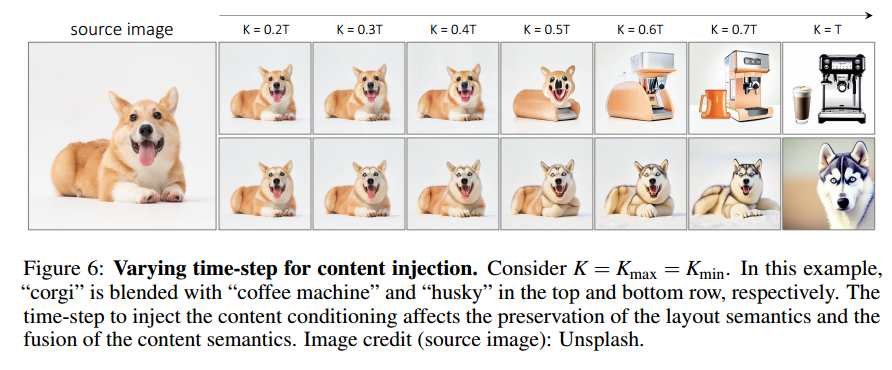 source image
K = 0.2T
K = 0.3T
K = 0.4T
K = 0.5T
K = 0.6T
K = 0.7T
K = T
Figure 6: Varying time-step for content injection. Consider K = Kmax = Kmin. In this example,
“corgi” is blended with “coffee machine” and “husky” in the top and bottom row, respectively. The
time-step to inject the content conditioning affects the preservation of the layout semantics and the
fusion of the content semantics. Image credit (source image): Unsplash.